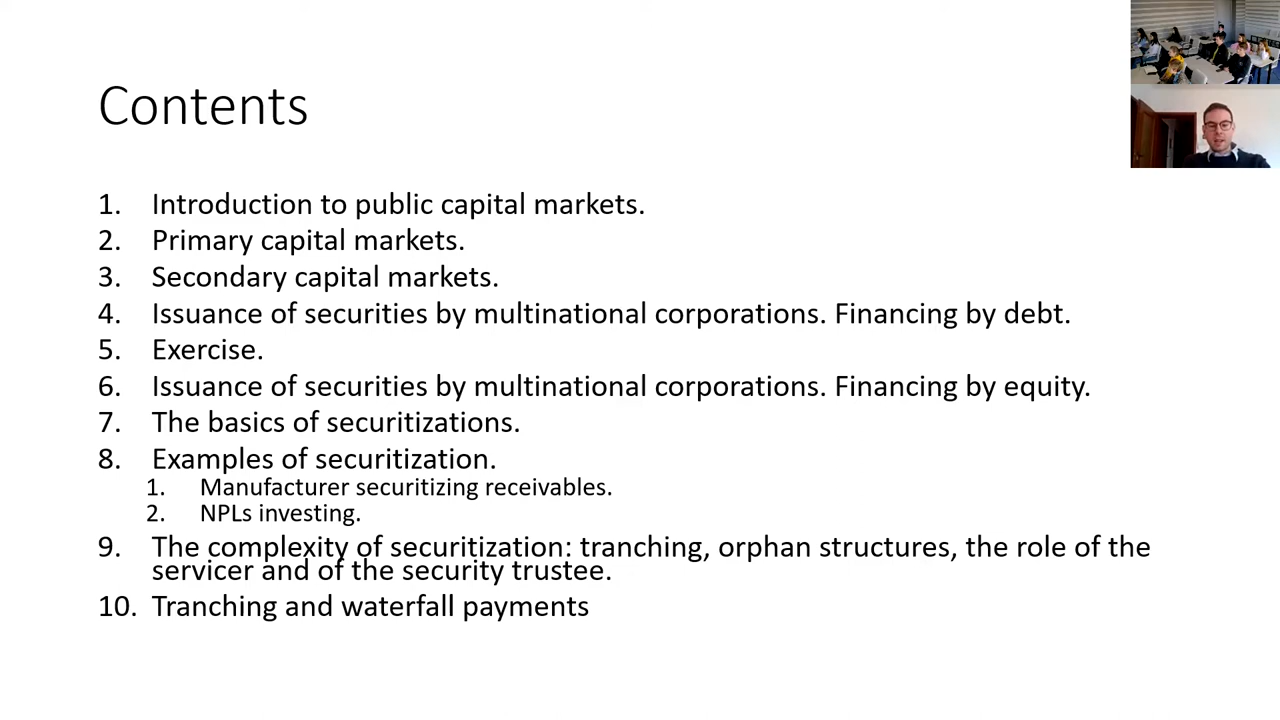 Contents
1. Introduction to public capital markets.
2. Primary capital markets.
3. Secondary capital markets.
4. Issuance of securities by multinational corporations. Financing by debt.
5. Exercise.
6. Issuance of securities by multinational corporations. Financing by equity.
7. The basics of securitizations.
8. Examples of securitization.
1. Manufacturer securitizing receivables.
2. NPLs investing.
9. The complexity of securitization: tranching, orphan structures, the role of the
servicer and of the security trustee.
10. Tranching and waterfall payments